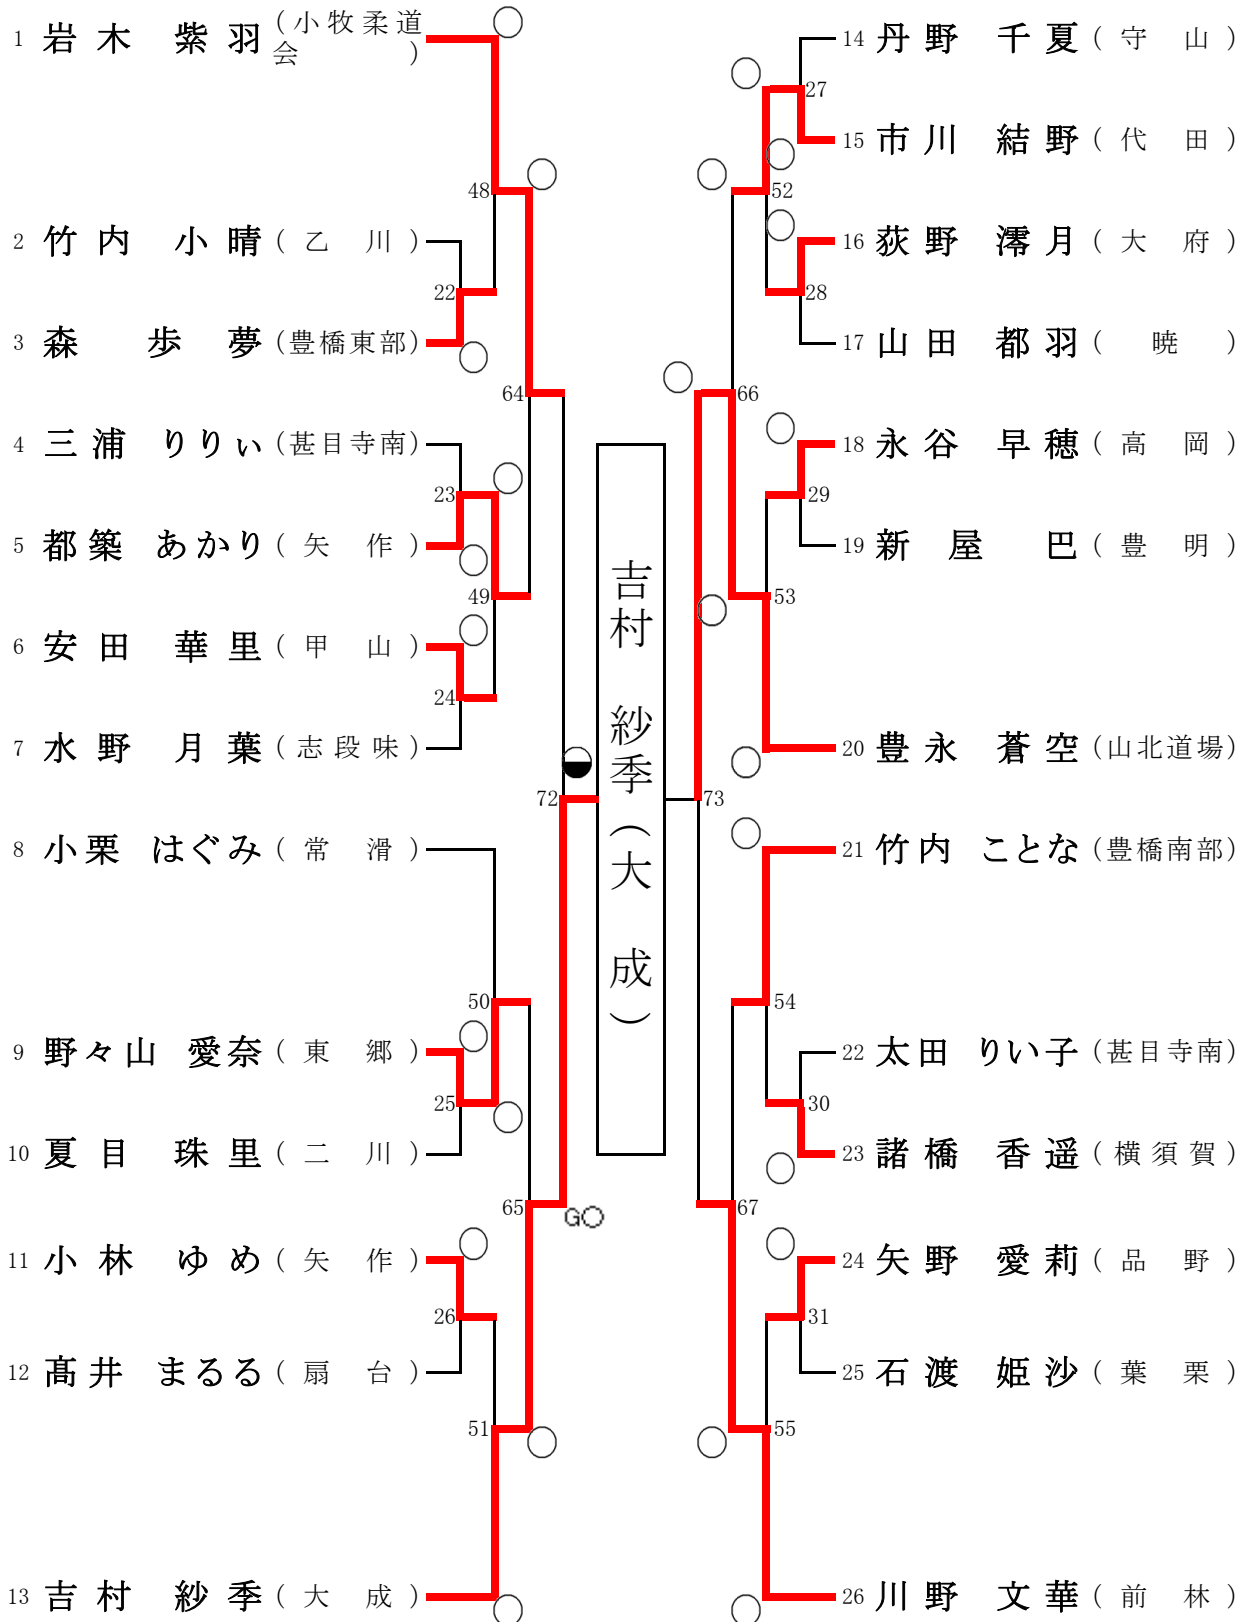 1 岩木 紫羽 (小牧柔道会)
2 竹内 小晴 (乙川)
3 森 歩夢 (豊橋東部)
4 三浦 りりぃ (甚目寺南)
5 都築 あかり (矢作)
6 安田 華里 (甲山)
7 水野 月葉 (志段味)
8 小栗 はぐみ (常滑)
9 野々山 愛奈 (東郷)
10 夏目 珠里 (二川)
11 小林 ゆめ (矢作)
12 髙井 まるる (扇台)
13 吉村 紗季 (大成)
48
22
64
23
49
24
72
50
25
65
GO
26
51
吉村 紗季(大 成)
27
52
28
66
29
53
73
54
30
67
31
55
14 丹野 千夏 (守山)
15 市川 結野 (代田)
16 荻野 澪月 (大府)
17 山田 都羽 (暁)
18 永谷 早穂 (高岡)
19 新屋 巴 (豊明)
20 豊永 蒼空 (山北道場)
21 竹内 ことな (豊橋南部)
22 太田 りい子 (甚目寺南)
23 諸橋 香遥 (横須賀)
24 矢野 愛莉 (品野)
25 石渡 姫沙 (葉栗)
26 川野 文華 (前林)